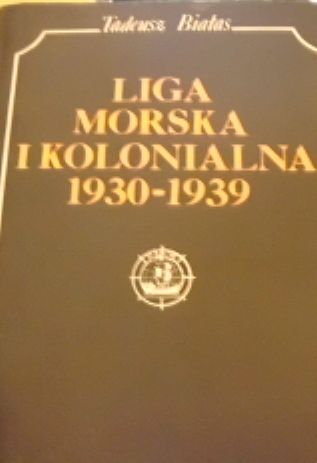 Tadeusz Białas
LIGA
MORSKA
I KOLONIALNA
1930-1939